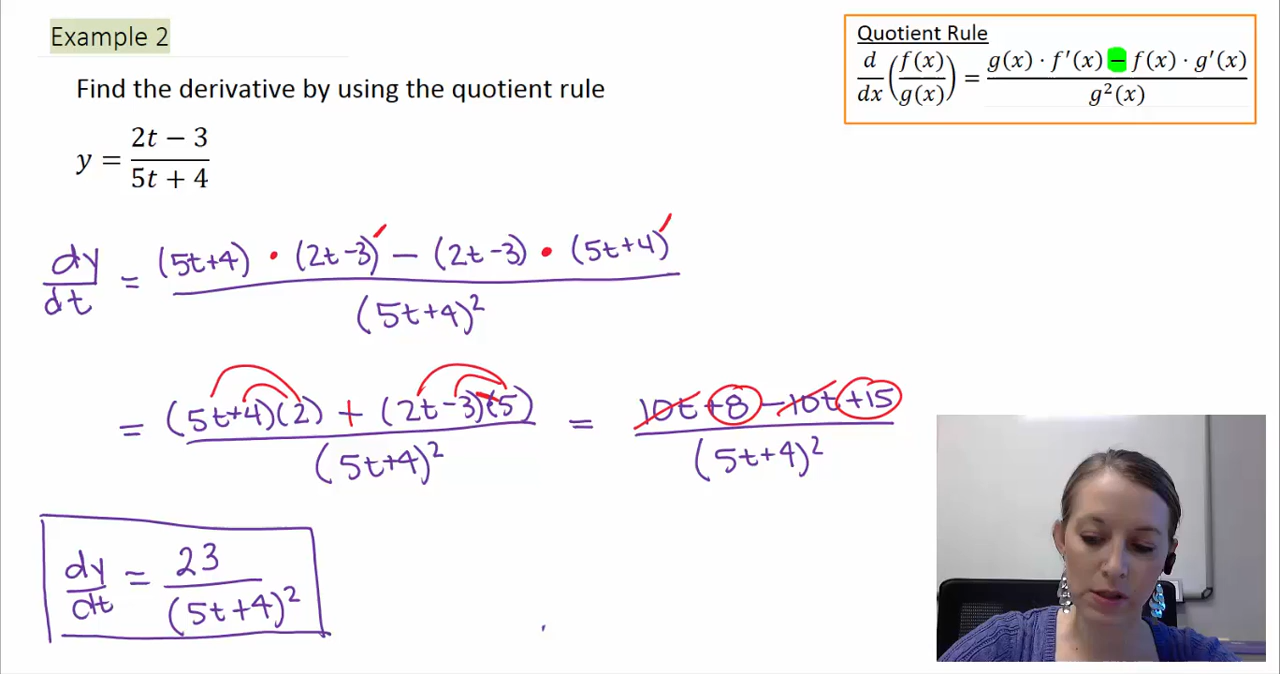 Example 2
Quotient Rule
d/dx (f(x)/g(x)) = (g(x) · f′(x) − f(x) · g′(x))/g²(x)
Find the derivative by using the quotient rule
y = (2t − 3)/(5t + 4)
dy/dt = ((5t+4) • (2t-3)′ − (2t-3) • (5t+4)′)/(5t+4)²
= ((5t+4)(2) + (2t-3)(-5))/(5t+4)² = (10t +8 -10t +15)/(5t+4)²
dy/dt = 23/(5t+4)²